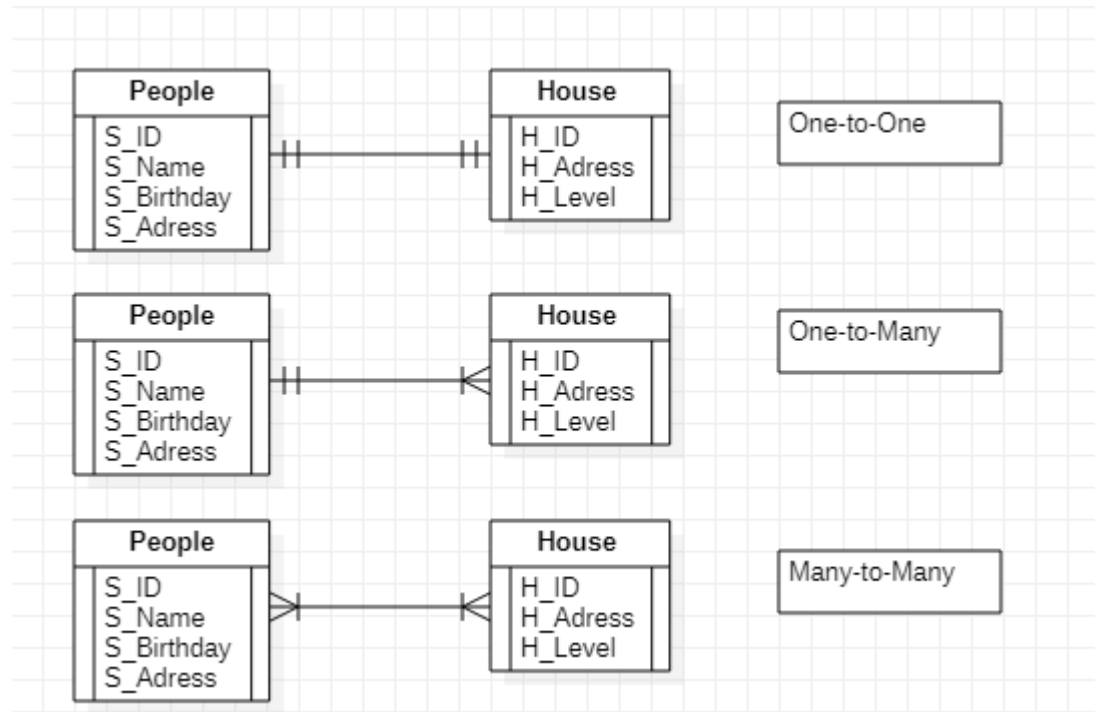 People
S_ID
S_Name
S_Birthday
S_Adress
House
H_ID
H_Adress
H_Level
One-to-One
People
S_ID
S_Name
S_Birthday
S_Adress
House
H_ID
H_Adress
H_Level
One-to-Many
People
S_ID
S_Name
S_Birthday
S_Adress
House
H_ID
H_Adress
H_Level
Many-to-Many